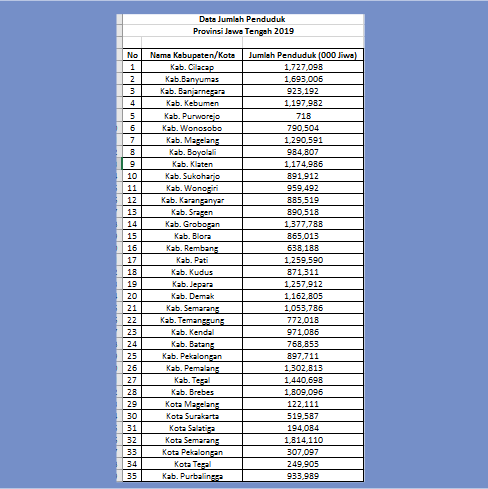 Data Jumlah Penduduk
Provinsi Jawa Tengah 2019
No Nama Kabupaten/Kota Jumlah Penduduk (000 Jiwa)
1 Kab. Cilacap 1,727,098
2 Kab.Banyumas 1,693,006
3 Kab. Banjarnegara 923,192
4 Kab. Kebumen 1,197,982
5 Kab. Purworejo 718
6 Kab. Wonosobo 790,504
7 Kab. Magelang 1,290,591
8 Kab. Boyolali 984,807
9 Kab. Klaten 1,174,986
10 Kab. Sukoharjo 891,912
11 Kab. Wonogiri 959,492
12 Kab. Karanganyar 885,519
13 Kab. Sragen 890,518
14 Kab. Grobogan 1,377,788
15 Kab. Blora 865,013
16 Kab. Rembang 638,188
17 Kab. Pati 1,259,590
18 Kab. Kudus 871,311
19 Kab. Jepara 1,257,912
20 Kab. Demak 1,162,805
21 Kab. Semarang 1,053,786
22 Kab. Temanggung 772,018
23 Kab. Kendal 971,086
24 Kab. Batang 768,853
25 Kab. Pekalongan 897,711
26 Kab. Pemalang 1,302,813
27 Kab. Tegal 1,440,698
28 Kab. Brebes 1,809,096
29 Kota Magelang 122,111
30 Kota Surakarta 519,587
31 Kota Salatiga 194,084
32 Kota Semarang 1,814,110
33 Kota Pekalongan 307,097
34 Kota Tegal 249,905
35 Kab. Purbalingga 933,989